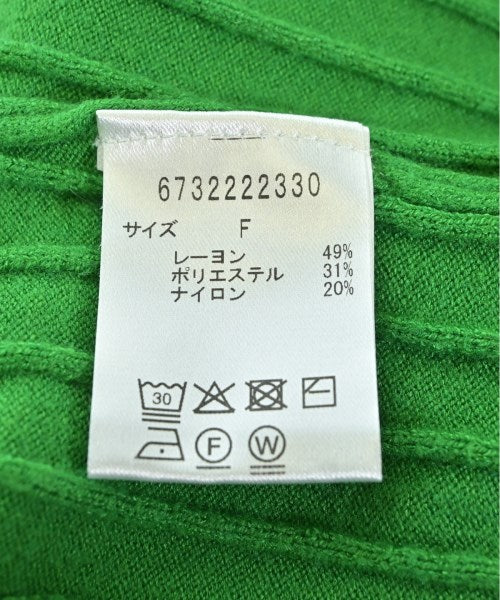 6732222330
サイズ F
レーヨン 49%
ポリエステル 31%
ナイロン 20%
30
F W